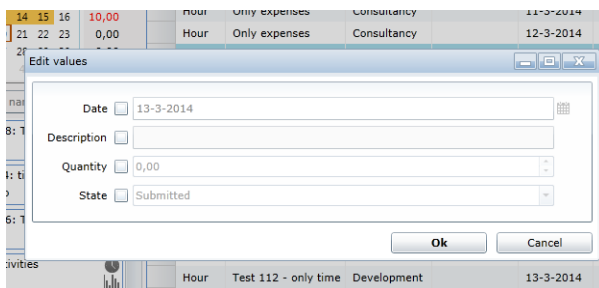 14 15 16 10,00 Hour Only expenses Consultancy 11-3-2014
21 22 23 0,00 Hour Only expenses Consultancy 12-3-2014
Edit values
Date 13-3-2014
Description
Quantity 0,00
State Submitted
Ok Cancel
Hour Test 112 - only time Development 13-3-2014